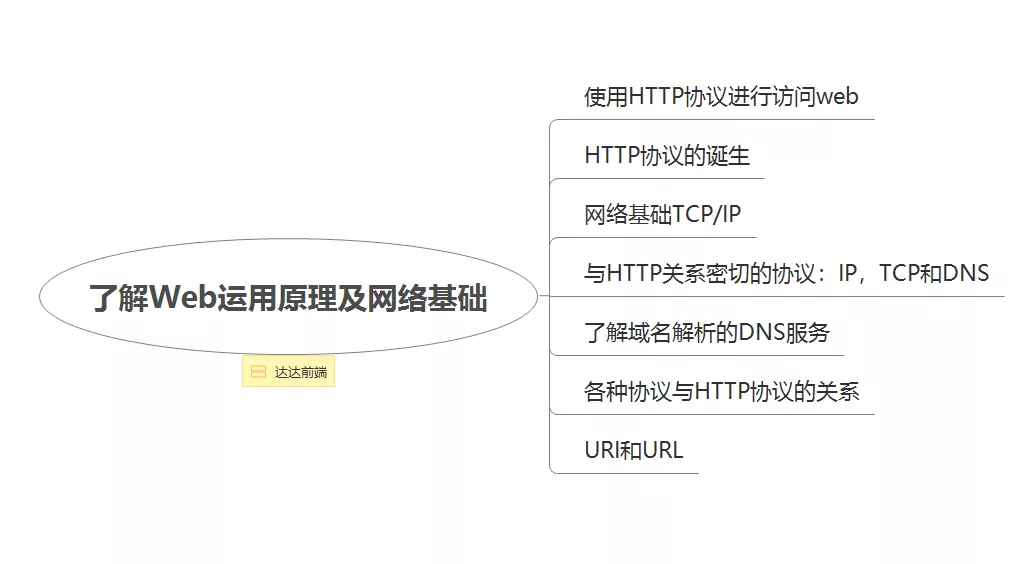 使用HTTP协议进行访问web
HTTP协议的诞生
网络基础TCP/IP
与HTTP关系密切的协议：IP，TCP和DNS
了解Web运用原理及网络基础
了解域名解析的DNS服务
达达前端
各种协议与HTTP协议的关系
URI和URL